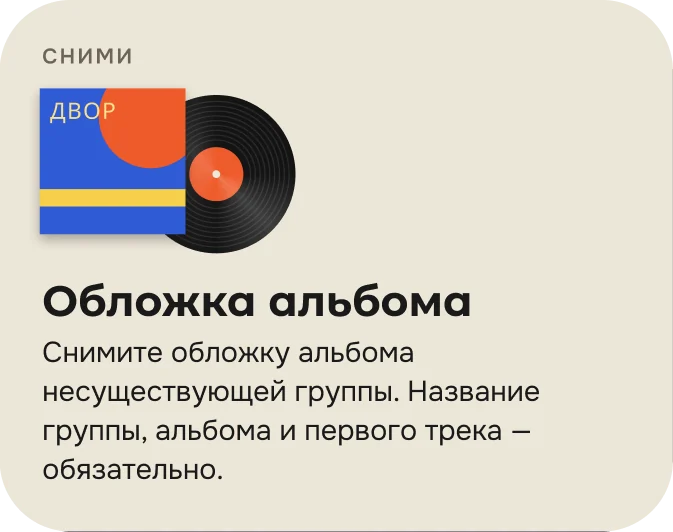 СНИМИ
ДВОР
Обложка альбома
Снимите обложку альбома
несуществующей группы. Название
группы, альбома и первого трека —
обязательно.